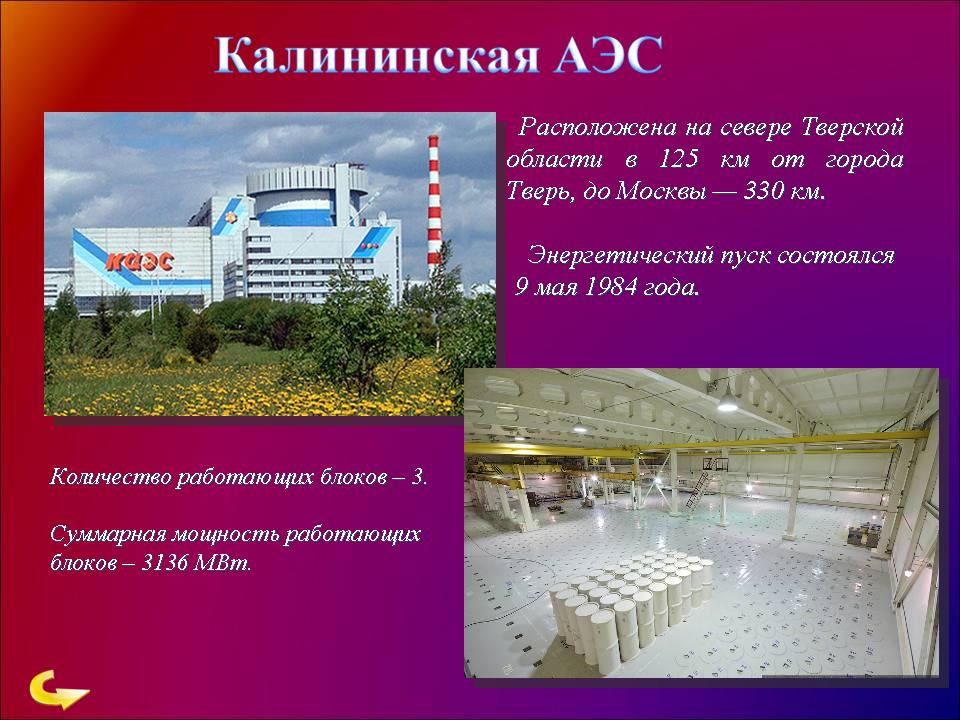 Калининская АЭС
Расположена на севере Тверской
области в 125 км от города
Тверь, до Москвы — 330 км.
Энергетический пуск состоялся
9 мая 1984 года.
КАЭС
Количество работающих блоков – 3.
Суммарная мощность работающих
блоков – 3136 МВт.